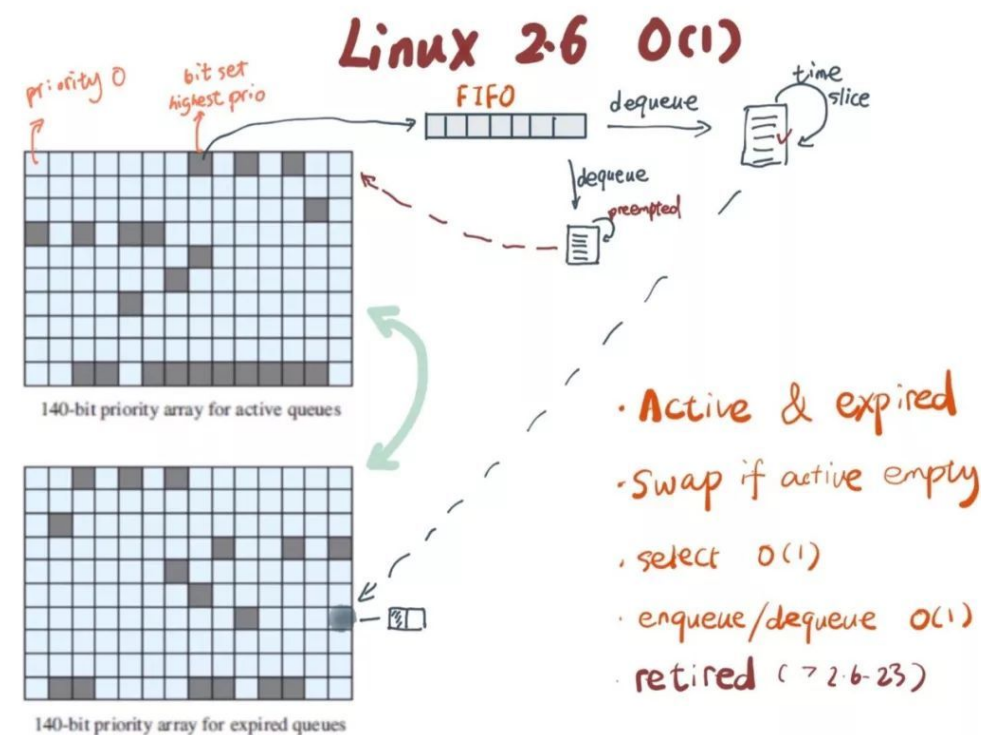 Linux 2.6 O(1)
priority 0
bit set
highest prio
FIFO
dequeue
time
slice
dequeue
preempted
140-bit priority array for active queues
· Active & expired
· Swap if active empty
· select O(1)
· enqueue/dequeue O(1)
· retired (>2.6.23)
140-bit priority array for expired queues